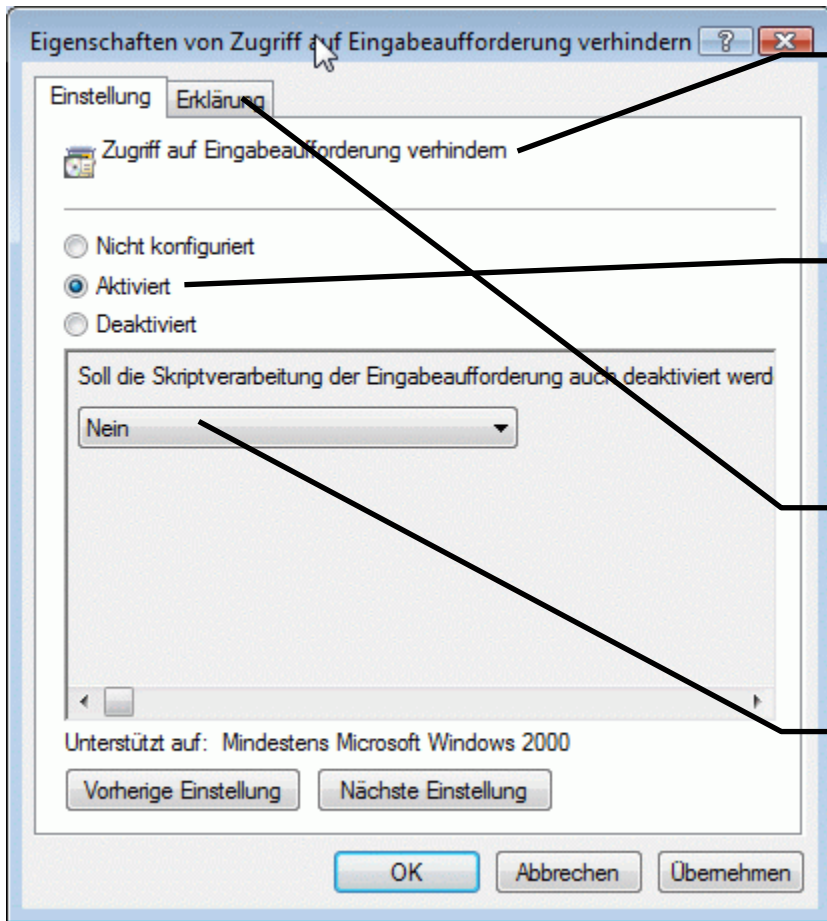 Eigenschaften von Zugriff auf Eingabeaufforderung verhindern
Einstellung
Erklärung
Zugriff auf Eingabeaufforderung verhindern
Nicht konfiguriert
Aktiviert
Deaktiviert
Soll die Skriptverarbeitung der Eingabeaufforderung auch deaktiviert werd
Nein
Unterstützt auf: Mindestens Microsoft Windows 2000
Vorherige Einstellung
Nächste Einstellung
OK
Abbrechen
Übernehmen